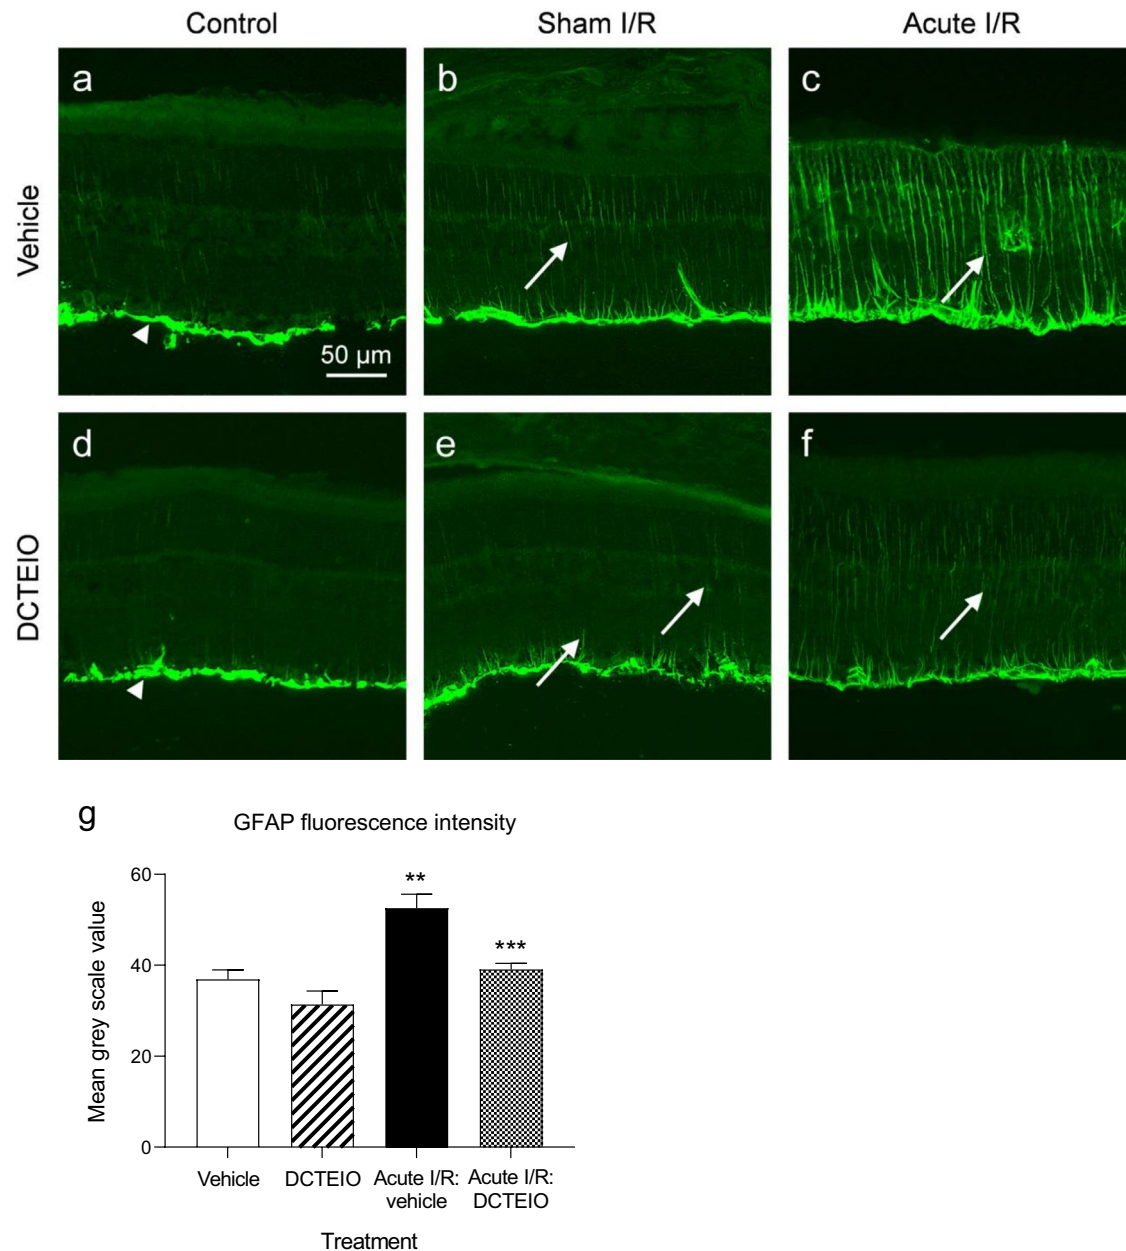 Control
Sham I/R
Acute I/R
Vehicle
a
b
c
50 µm
DCTEIO
d
e
f
g
GFAP fluorescence intensity
Mean grey scale value
60
40
20
0
**
***
Vehicle
DCTEIO
Acute I/R:
vehicle
Acute I/R:
DCTEIO
Treatment